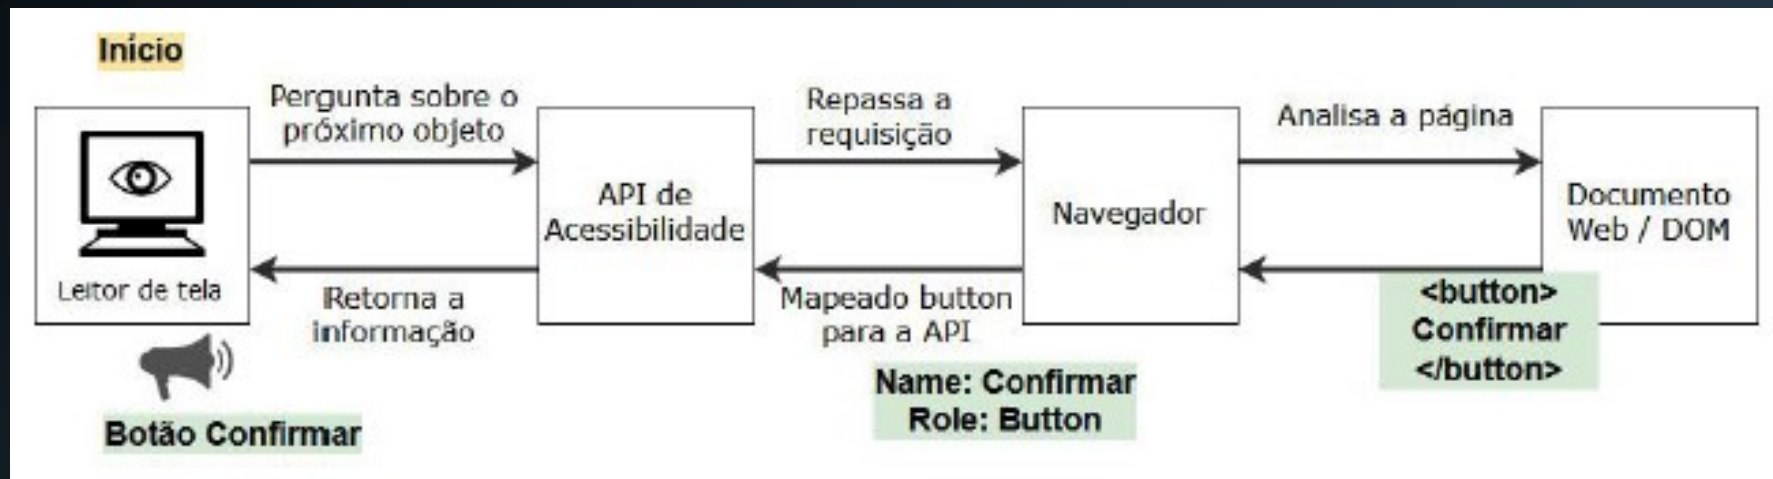 Início
Pergunta sobre o
próximo objeto
Repassa a
requisição
Analisa a página
API de
Acessibilidade
Navegador
Documento
Web / DOM
Leitor de tela
Retorna a
informação
Mapeado button
para a API
<button>
Confirmar
</button>
Name: Confirmar
Role: Button
Botão Confirmar